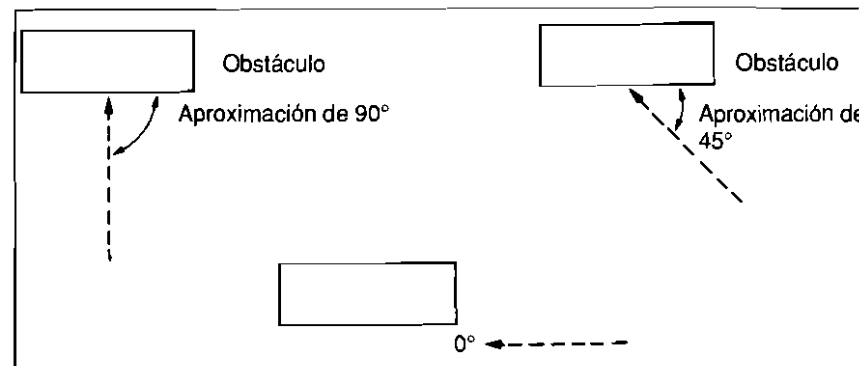 Obstáculo
Aproximación de 90°
Obstáculo
Aproximación de
45°
0°